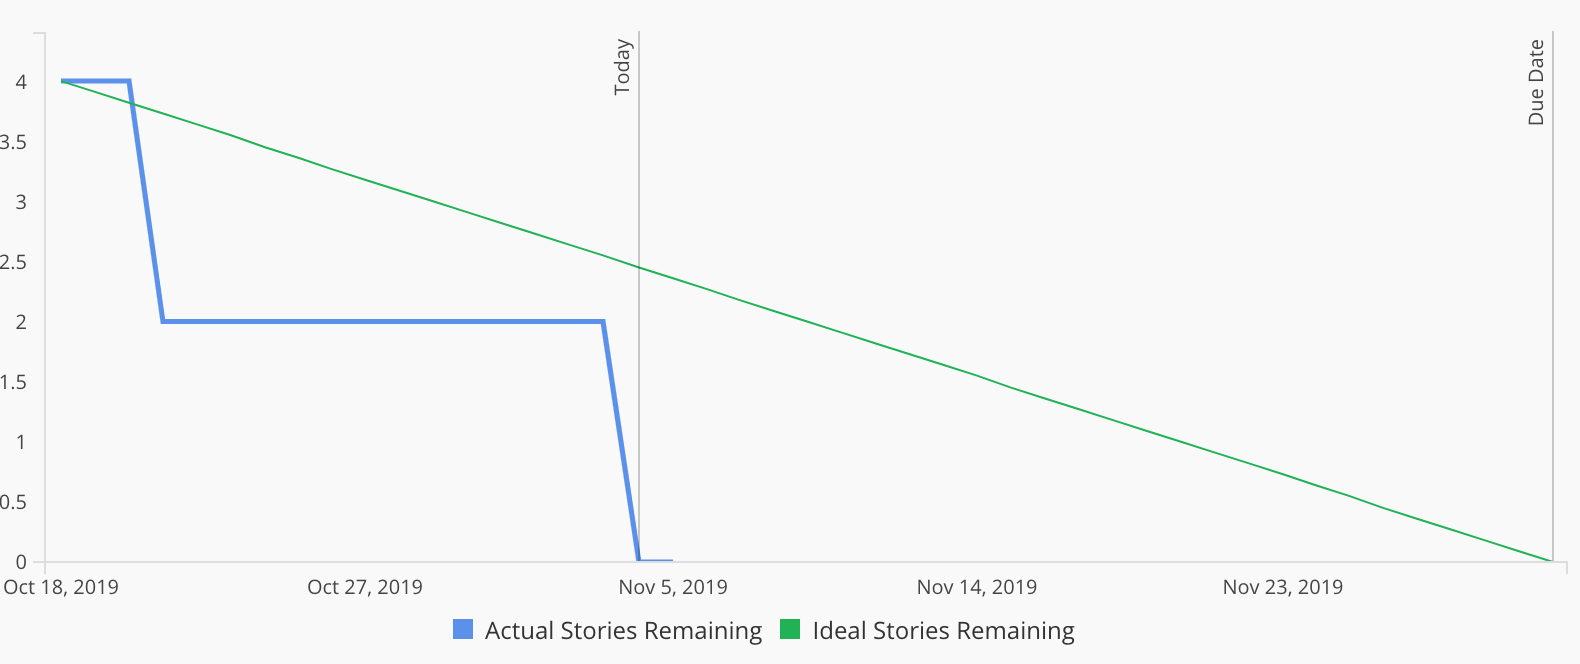 Today
Due Date
4
3.5
3
2.5
2
1.5
1
0.5
0
Oct 18, 2019 Oct 27, 2019 Nov 5, 2019 Nov 14, 2019 Nov 23, 2019
Actual Stories Remaining Ideal Stories Remaining